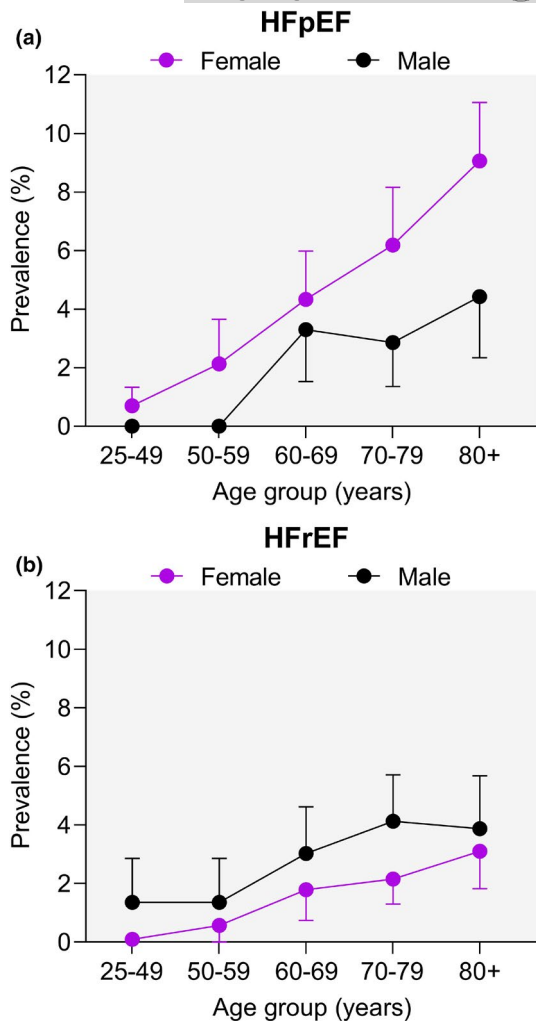 (a)
HFpEF
Female
Male
12
10
8
6
4
2
0
Prevalence (%)
25-49 50-59 60-69 70-79 80+
Age group (years)
(b)
HFrEF
Female
Male
12
10
8
6
4
2
0
Prevalence (%)
25-49 50-59 60-69 70-79 80+
Age group (years)